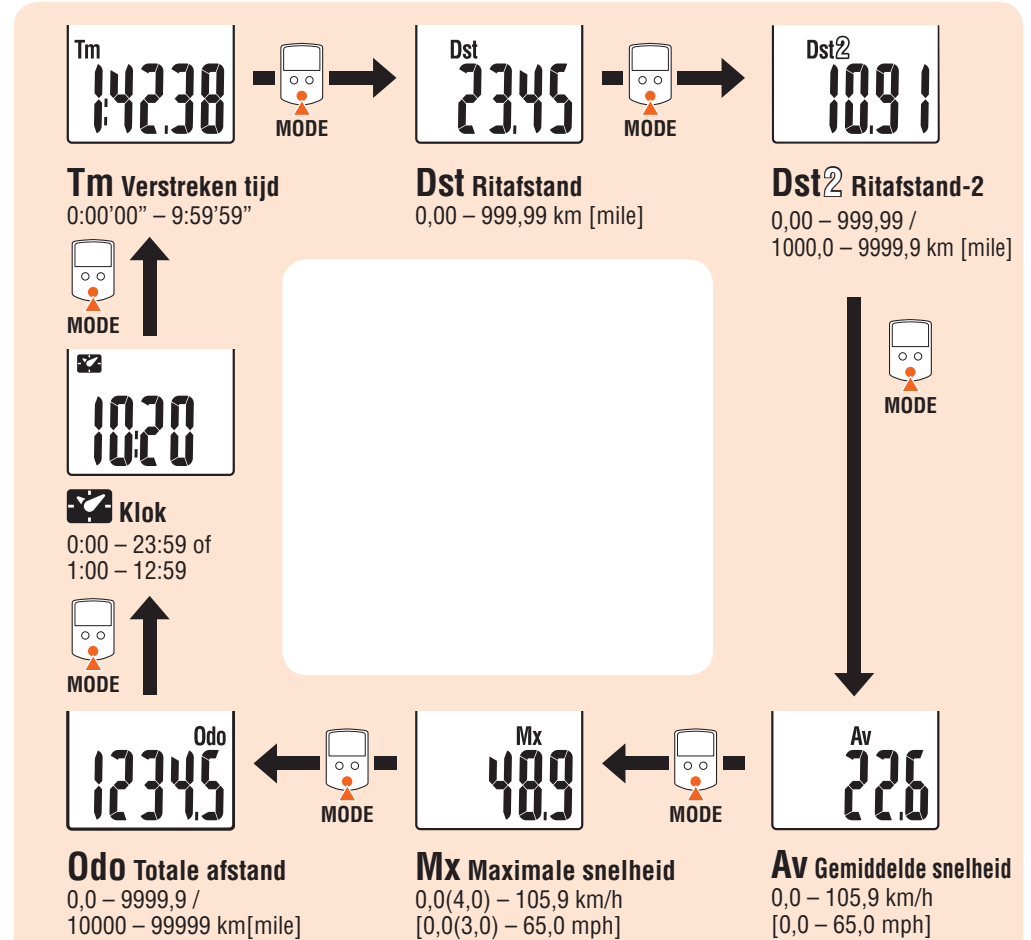 Tm
1:42.38
MODE
Dst
23.45
MODE
Dst2
10.91
Tm Verstreken tijd
0:00'00” – 9:59'59”
Dst Ritafstand
0,00 – 999,99 km [mile]
Dst2 Ritafstand-2
0,00 – 999,99 /
1000,0 – 9999,9 km [mile]
MODE
MODE
10:20
Klok
0:00 – 23:59 of
1:00 – 12:59
MODE
Odo
1234.5
MODE
Mx
48.9
MODE
Av
22.6
Odo Totale afstand
0,0 – 9999,9 /
10000 – 99999 km[mile]
Mx Maximale snelheid
0,0(4,0) – 105,9 km/h
[0,0(3,0) – 65,0 mph]
Av Gemiddelde snelheid
0,0 – 105,9 km/h
[0,0 – 65,0 mph]